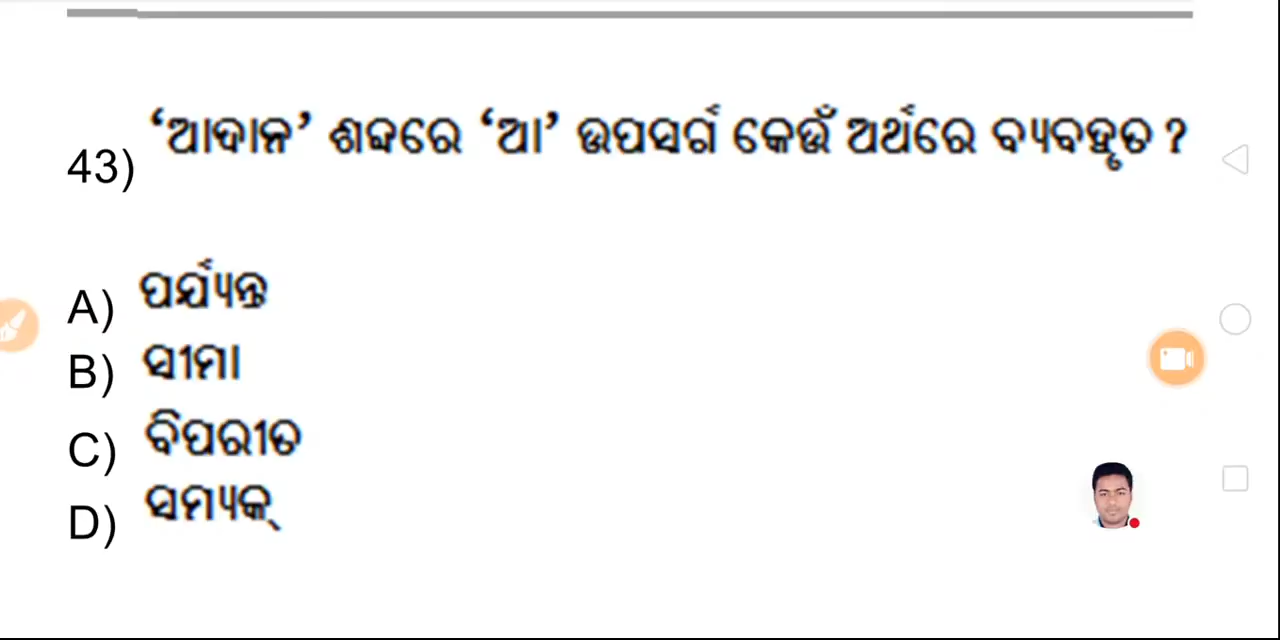 43) ‘ଆଦାନ’ ଶବ୍ଦରେ ‘ଆ’ ଉପସର୍ଗ କେଉଁ ଅର୍ଥରେ ବ୍ୟବହୃତ ?
A) ପର୍ଯ୍ୟନ୍ତ
B) ସୀମା
C) ବିପରୀତ
D) ସମ୍ୟକ୍